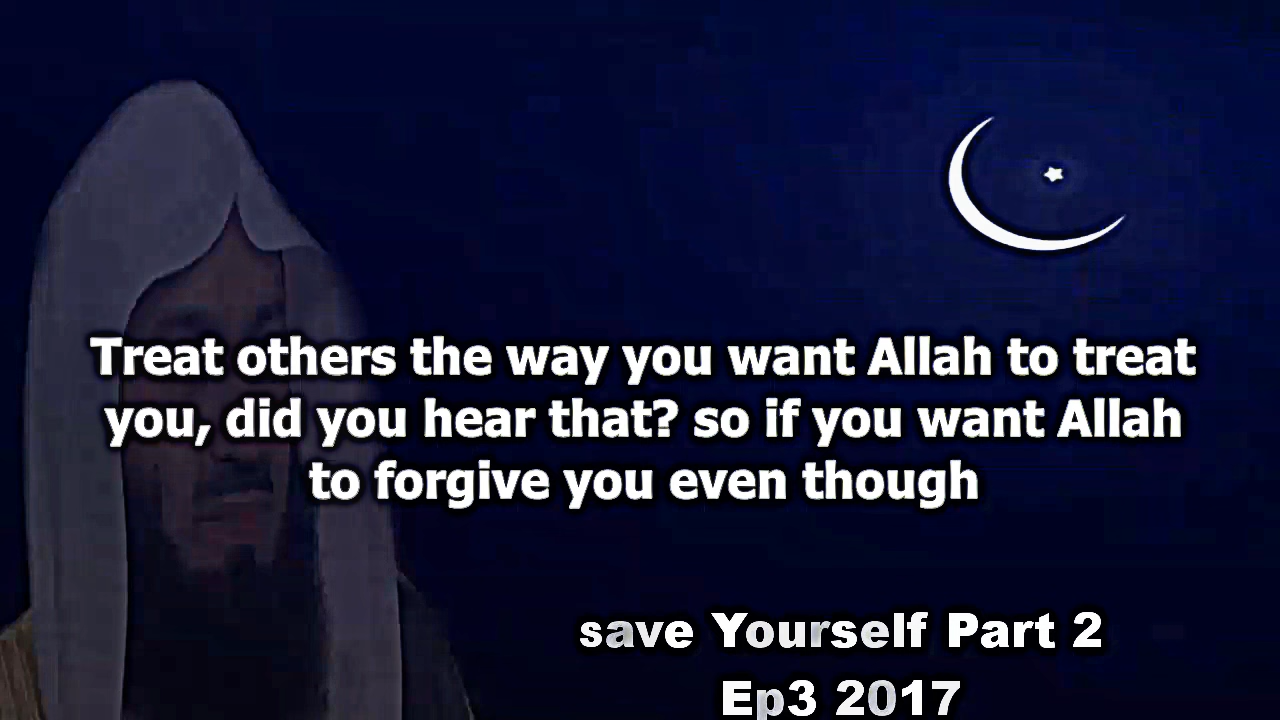 Treat others the way you want Allah to treat
you, did you hear that? so if you want Allah
to forgive you even though
save Yourself Part 2
Ep3 2017